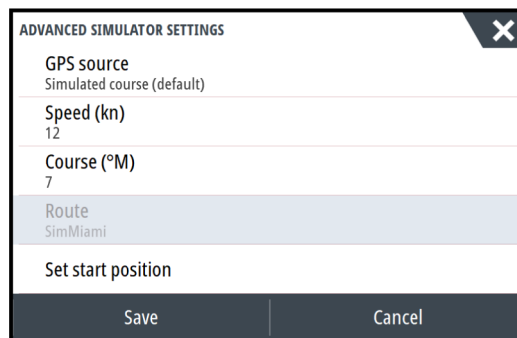 ADVANCED SIMULATOR SETTINGS
GPS source
Simulated course (default)
Speed (kn)
12
Course (°M)
7
Route
SimMiami
Set start position
Save Cancel